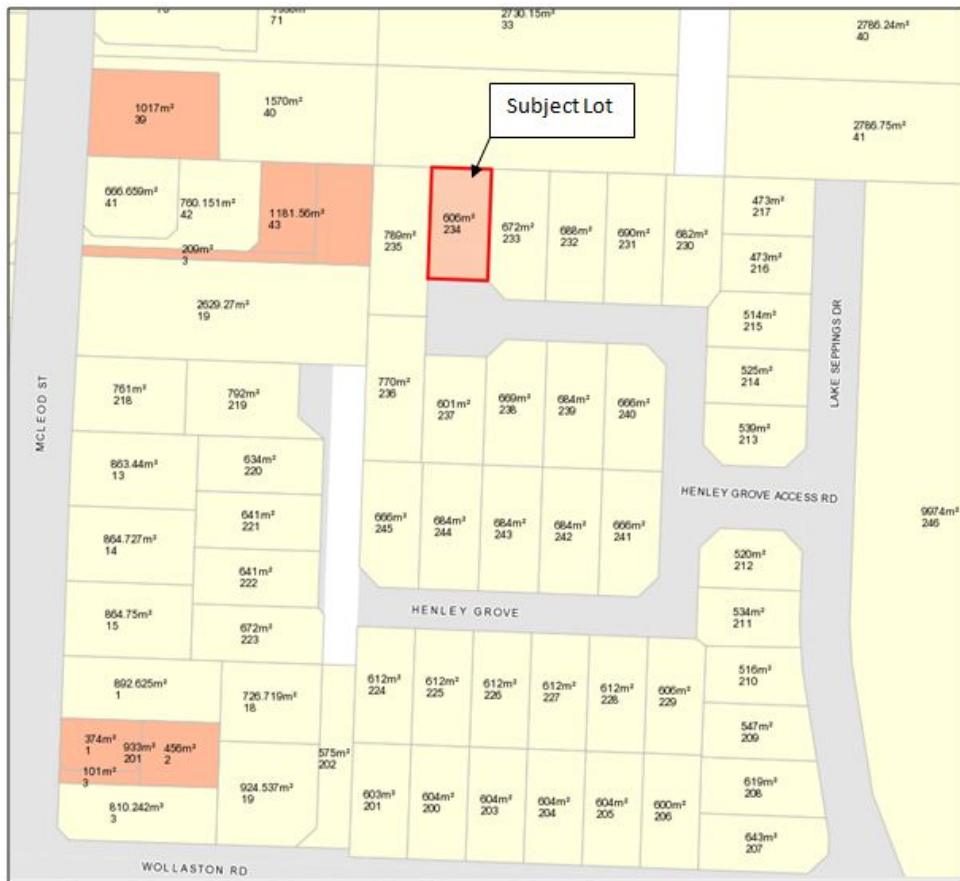 71
2730.15m²
33
2786.24m²
40
1017m²
39
1570m²
40
Subject Lot
2786.75m²
41
666.659m²
41
760.151m²
42
1181.56m²
43
209m²
3
789m²
235
606m²
234
672m²
233
688m²
232
690m²
231
682m²
230
473m²
217
473m²
216
514m²
215
525m²
214
539m²
213
2629.27m²
19
MCLEOD ST
LAKE SEPPINGS DR
761m²
218
792m²
219
770m²
236
601m²
237
669m²
238
684m²
239
666m²
240
863.44m²
13
634m²
220
641m²
221
864.727m²
14
641m²
222
864.75m²
15
672m²
223
666m²
245
684m²
244
684m²
243
684m²
242
666m²
241
HENLEY GROVE ACCESS RD
9974m²
246
520m²
212
534m²
211
HENLEY GROVE
892.625m²
1
726.719m²
18
612m²
224
612m²
225
612m²
226
612m²
227
612m²
228
606m²
229
516m²
210
547m²
209
374m²
1
933m²
201
456m²
2
101m²
3
810.242m²
3
924.537m²
19
575m²
202
603m²
201
604m²
200
604m²
203
604m²
204
604m²
205
600m²
206
619m²
208
643m²
207
WOLLASTON RD